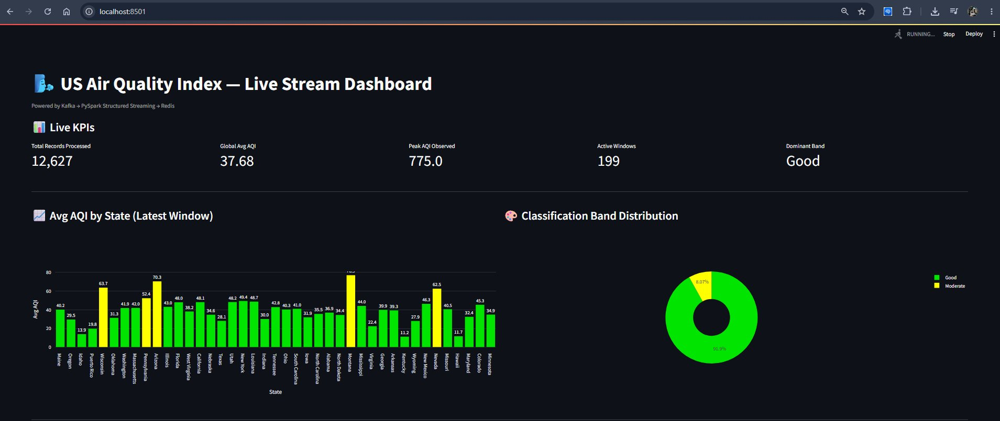 localhost:8501
RUNNING... Stop Deploy
US Air Quality Index — Live Stream Dashboard
Powered by Kafka → PySpark Structured Streaming → Redis
Live KPIs
Total Records Processed
12,627
Global Avg AQI
37.68
Peak AQI Observed
775.0
Active Windows
199
Dominant Band
Good
Avg AQI by State (Latest Window)
Avg AQI
80
60
40
20
0
40.2 29.5 13.9 19.8 63.7 31.3 41.9 42.0 52.4 70.3 43.0 48.0 38.2 48.1 34.6 28.1 48.2 49.4 48.7 30.0 42.8 40.3 41.0 31.9 35.5 36.9 34.4 44.0 22.4 39.9 39.3 11.2 27.9 46.3 62.5 40.5 11.7 32.4 45.3 34.9
Maine
Oregon
Idaho
Puerto Rico
Wisconsin
Oklahoma
Washington
Massachusetts
Pennsylvania
Arizona
Illinois
Florida
West Virginia
California
Nebraska
Texas
Utah
New York
Louisiana
Indiana
Tennessee
Ohio
South Carolina
Iowa
North Carolina
Alabama
North Dakota
Montana
Mississippi
Virginia
Georgia
Arkansas
Kentucky
Wyoming
New Mexico
Nevada
Missouri
Hawaii
Maryland
Colorado
Minnesota
State
Classification Band Distribution
8.07%
91.9%
Good
Moderate